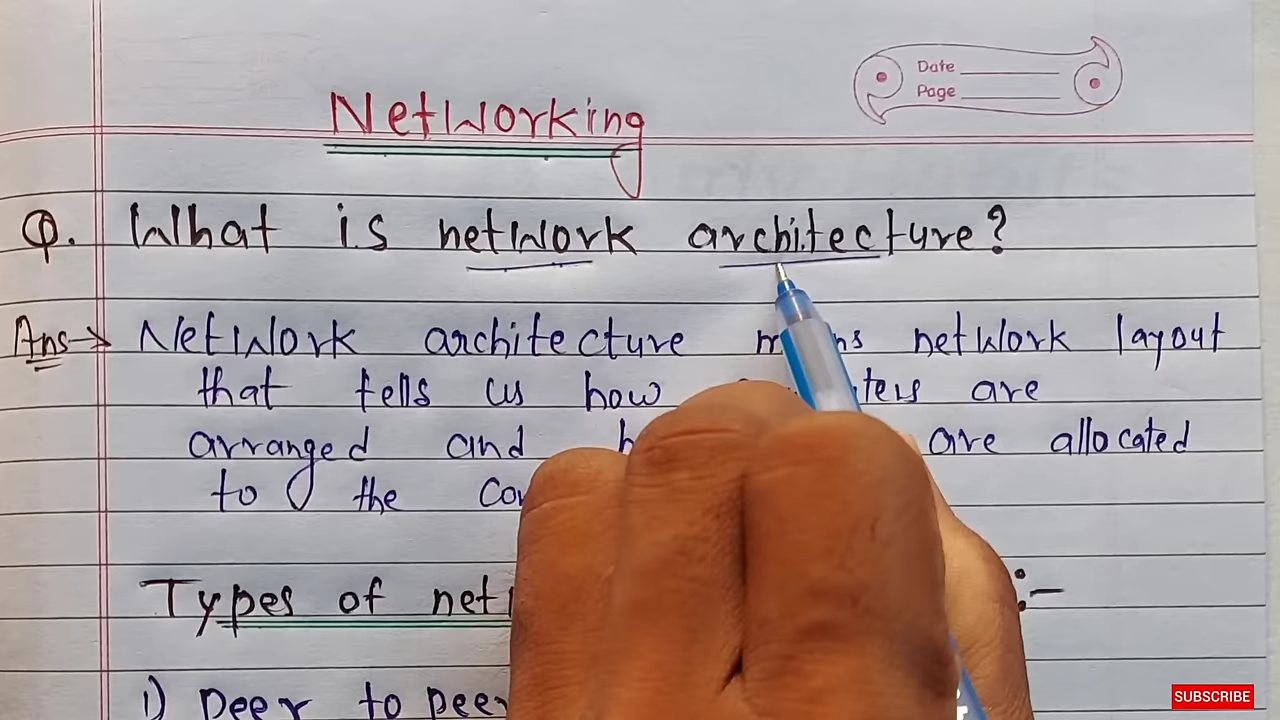 Date
Page
Networking
Q. What is network architecture?
Ans-> Network architecture network layout
that tells us how are
arranged and are allocated
to the
Types of :-
1) Peer to peer
SUBSCRIBE